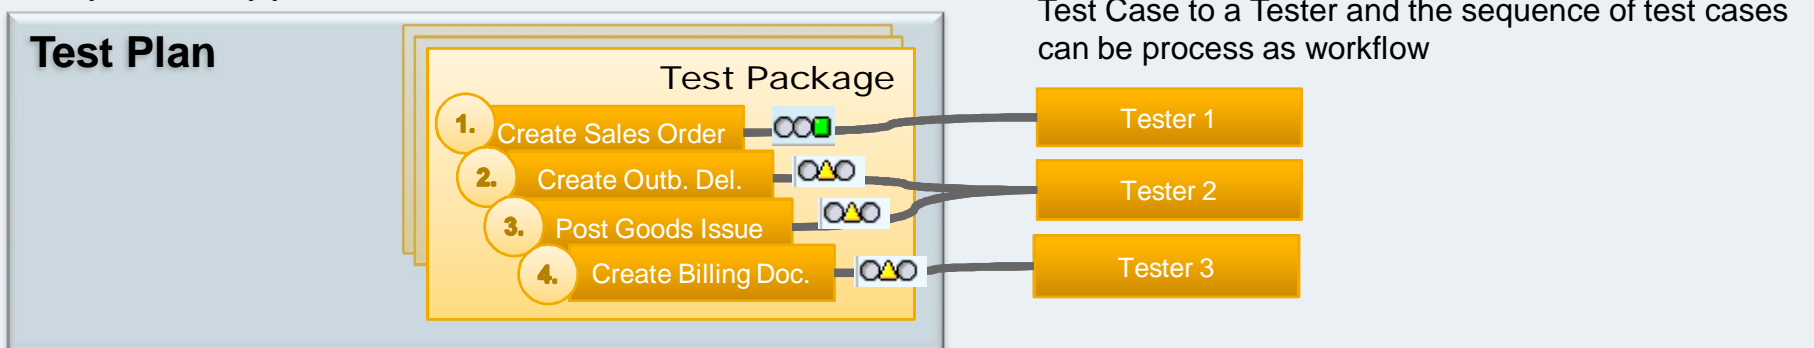 Test Case to a Tester and the sequence of test cases
can be process as workflow
Test Plan
Test Package
1. Create Sales Order
2. Create Outb. Del.
3. Post Goods Issue
4. Create Billing Doc.
Tester 1
Tester 2
Tester 3